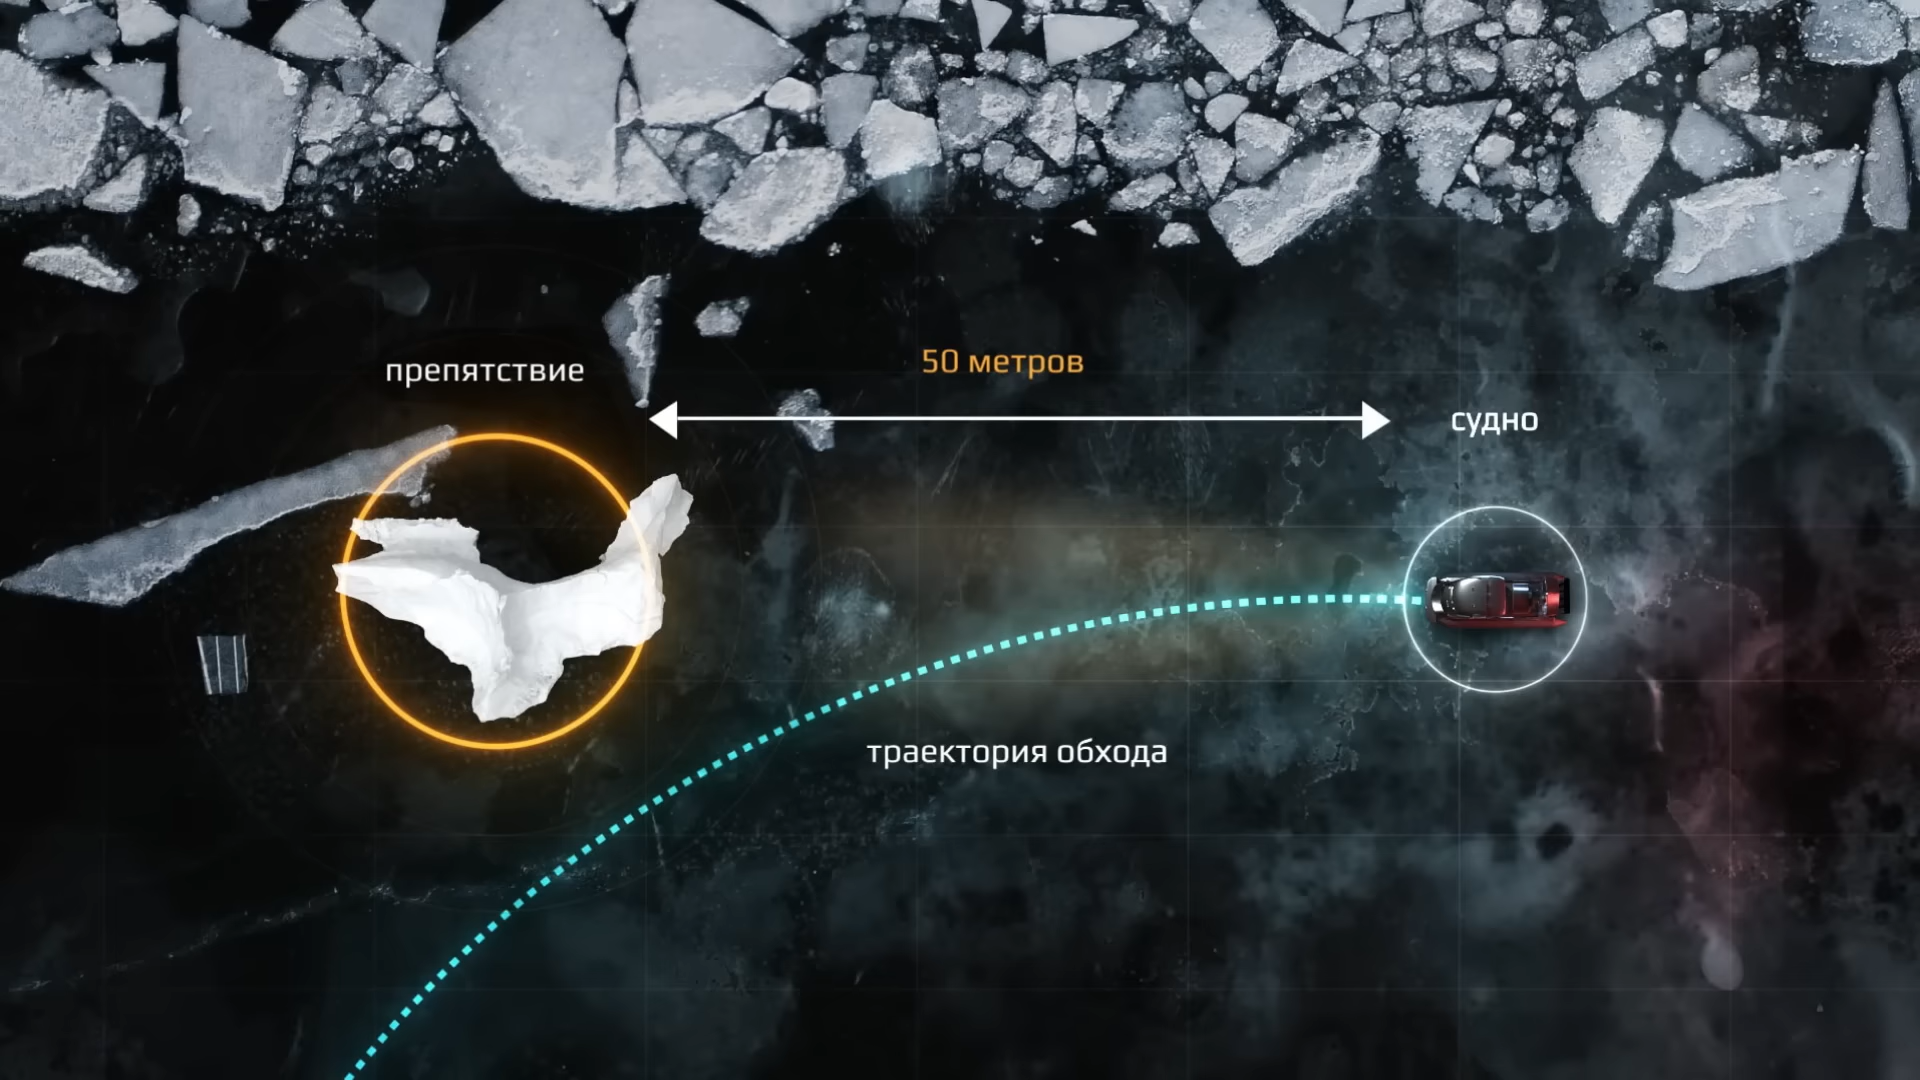 50 метров
препятствие
судно
траектория обхода